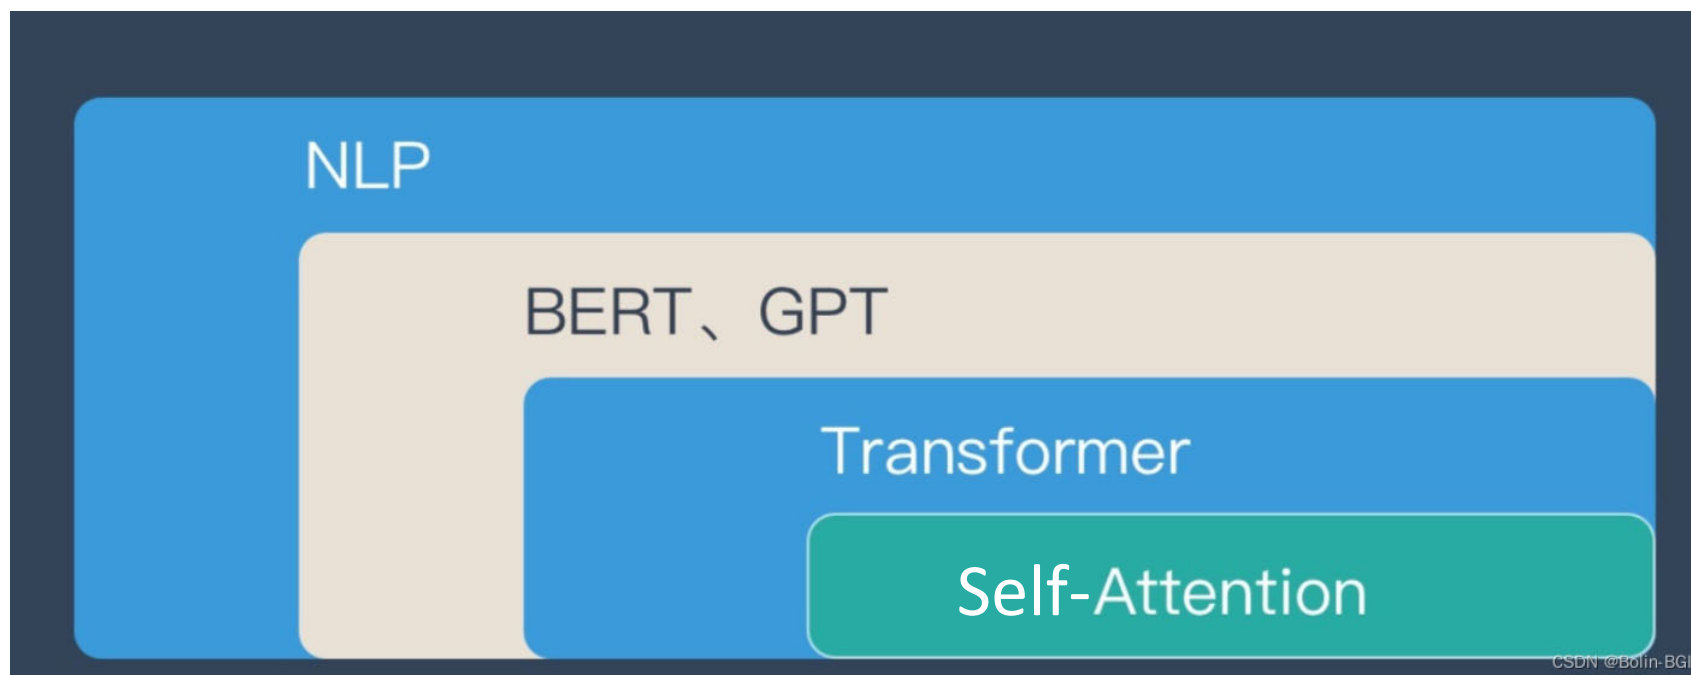 NLP
BERT、GPT
Transformer
Self-Attention
CSDN @Bolin-BGI